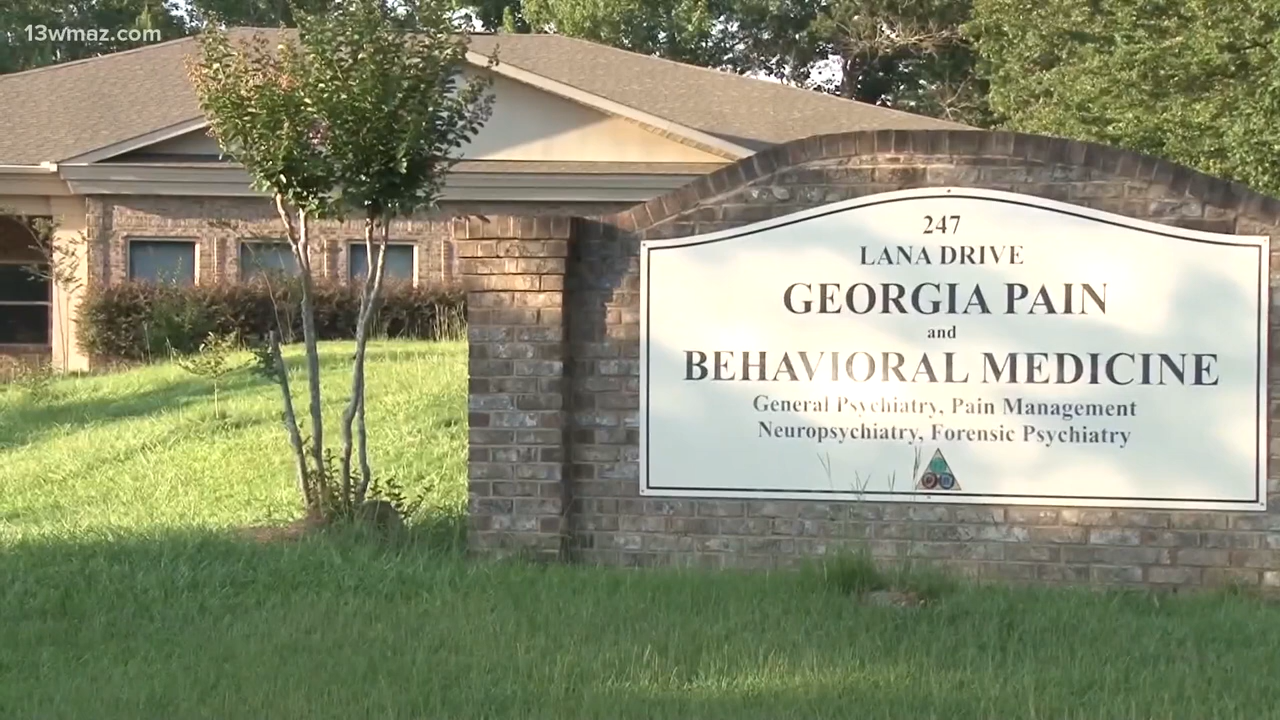 13wmaz.com
247
LANA DRIVE
GEORGIA PAIN
and
BEHAVIORAL MEDICINE
General Psychiatry, Pain Management
Neuropsychiatry, Forensic Psychiatry